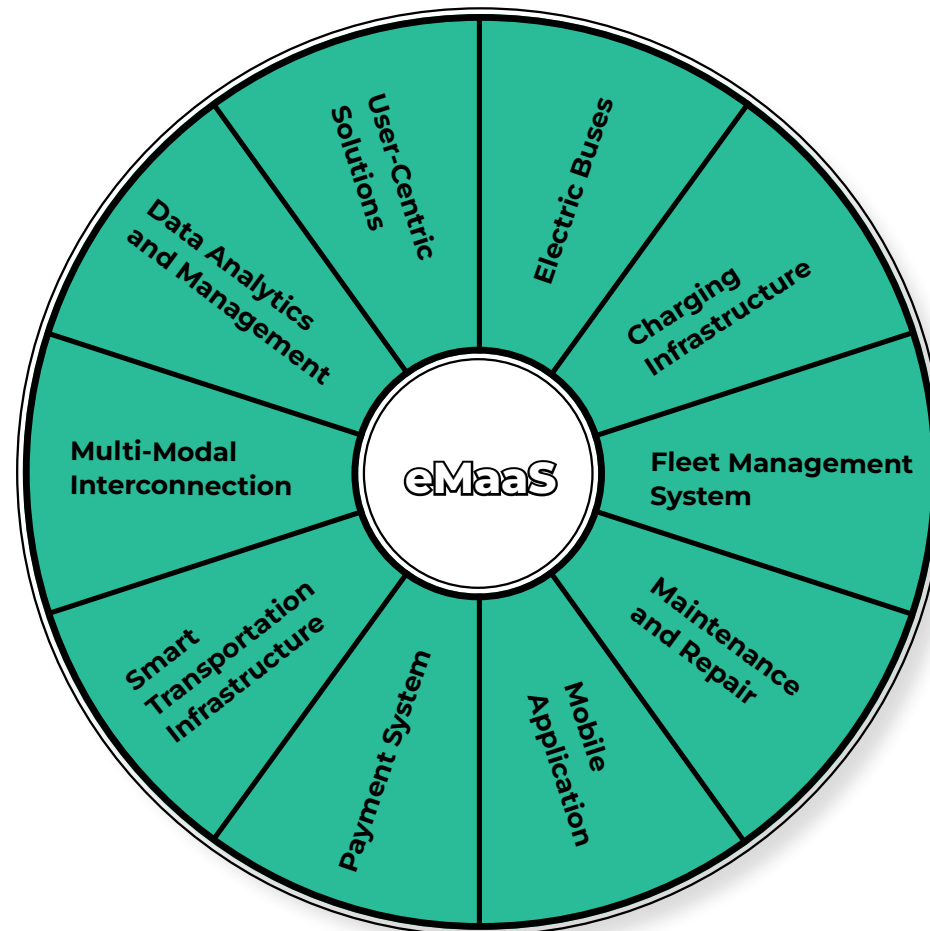 Electric Buses
Charging
Infrastructure
Fleet Management
System
Maintenance
and Repair
Mobile
Application
Payment System
Smart
Transportation
Infrastructure
Multi-Modal
Interconnection
Data Analytics
and Management
User-Centric
Solutions
eMaaS